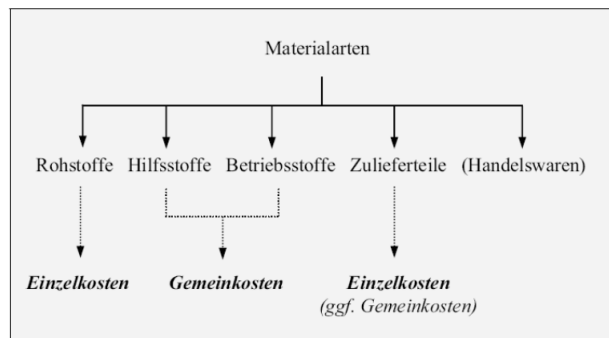 Materialarten
Rohstoffe Hilfsstoffe Betriebsstoffe Zulieferteile (Handelswaren)
Einzelkosten Gemeinkosten Einzelkosten
(ggf. Gemeinkosten)